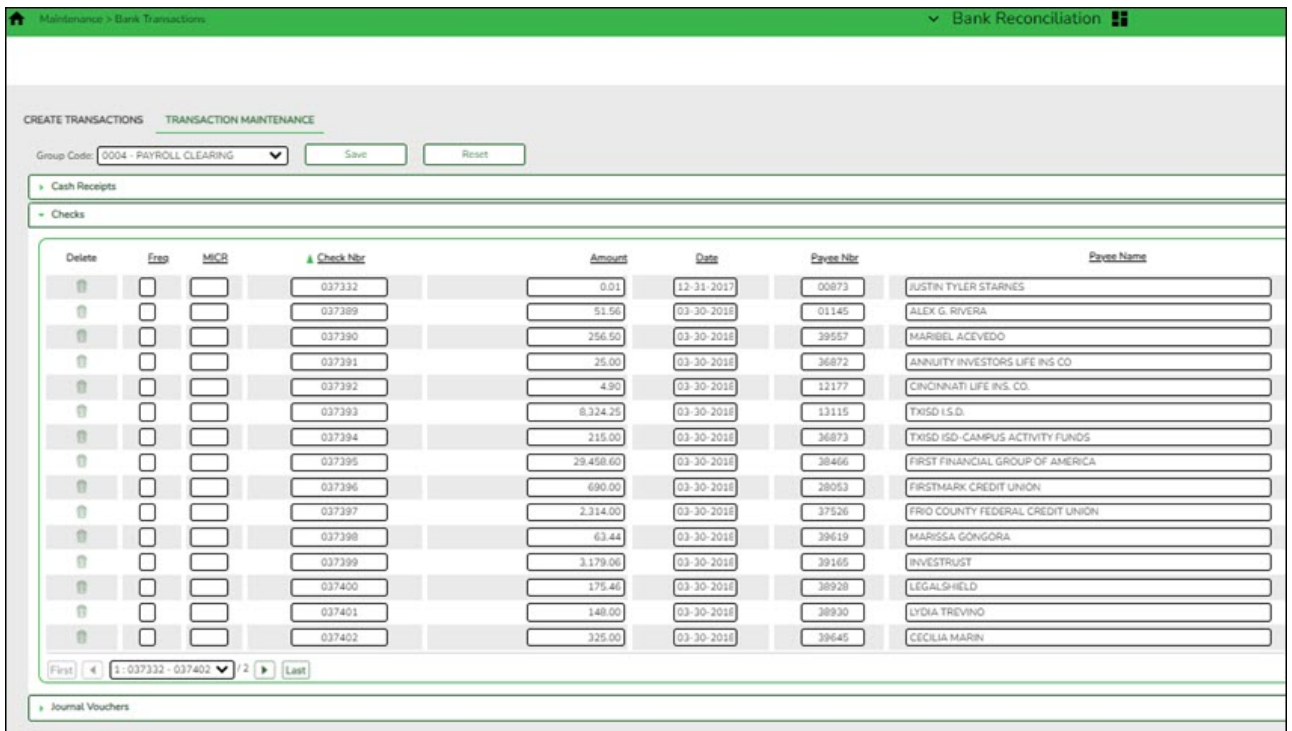 Maintenance > Bank Transactions Bank Reconciliation
CREATE TRANSACTIONS TRANSACTION MAINTENANCE
Group Code: 0004 - PAYROLL CLEARING Save Reset
Cash Receipts
Checks
Delete Freq MICR Check Nbr Amount Date Payee Nbr Payee Name
037332 0.01 12-31-2017 00873 JUSTIN TYLER STARNES
037389 51.56 03-30-2018 01145 ALEX G. RIVERA
037390 256.50 03-30-2018 39557 MARIBEL ACEVEDO
037391 25.00 03-30-2018 36872 ANNUITY INVESTORS LIFE INS CO
037392 4.90 03-30-2018 12177 CINCINNATI LIFE INS. CO.
037393 8,324.25 03-30-2018 13115 TXISD I.S.D.
037394 215.00 03-30-2018 36873 TXISD ISD-CAMPUS ACTIVITY FUNDS
037395 29,458.60 03-30-2018 38466 FIRST FINANCIAL GROUP OF AMERICA
037396 690.00 03-30-2018 28053 FIRSTMARK CREDIT UNION
037397 2,314.00 03-30-2018 37526 FRIO COUNTY FEDERAL CREDIT UNION
037398 63.44 03-30-2018 39619 MARISSA GONGORA
037399 3,179.06 03-30-2018 39165 INVESTRUST
037400 175.46 03-30-2018 38928 LEGALSHIELD
037401 148.00 03-30-2018 38930 LYDIA TREVINO
037402 325.00 03-30-2018 39645 CECILIA MARIN
First 1 : 037332 - 037402 / 2 Last
Journal Vouchers